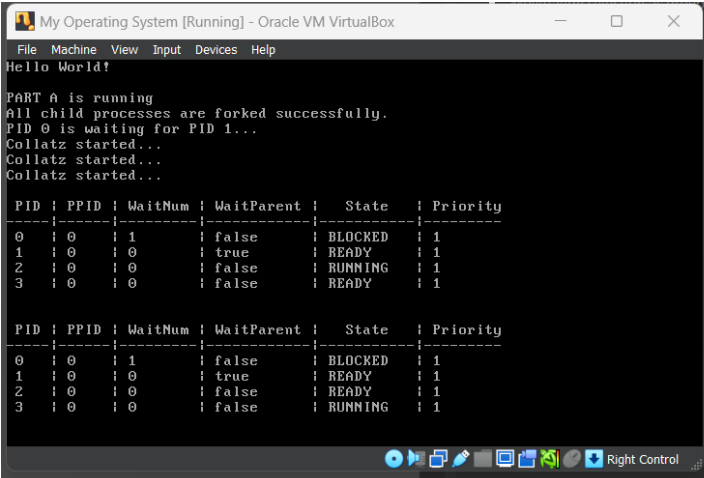 My Operating System [Running] - Oracle VM VirtualBox
File Machine View Input Devices Help
Hello World!
PART A is running
All child processes are forked successfully.
PID 0 is waiting for PID 1...
Collatz started...
Collatz started...
Collatz started...
PID ¦ PPID ¦ WaitNum ¦ WaitParent ¦ State ¦ Priority
-----¦------¦---------¦------------¦-----------¦---------
0 ¦ 0 ¦ 1 ¦ false ¦ BLOCKED ¦ 1
1 ¦ 0 ¦ 0 ¦ true ¦ READY ¦ 1
2 ¦ 0 ¦ 0 ¦ false ¦ RUNNING ¦ 1
3 ¦ 0 ¦ 0 ¦ false ¦ READY ¦ 1
PID ¦ PPID ¦ WaitNum ¦ WaitParent ¦ State ¦ Priority
-----¦------¦---------¦------------¦-----------¦---------
0 ¦ 0 ¦ 1 ¦ false ¦ BLOCKED ¦ 1
1 ¦ 0 ¦ 0 ¦ true ¦ READY ¦ 1
2 ¦ 0 ¦ 0 ¦ false ¦ READY ¦ 1
3 ¦ 0 ¦ 0 ¦ false ¦ RUNNING ¦ 1
Right Control